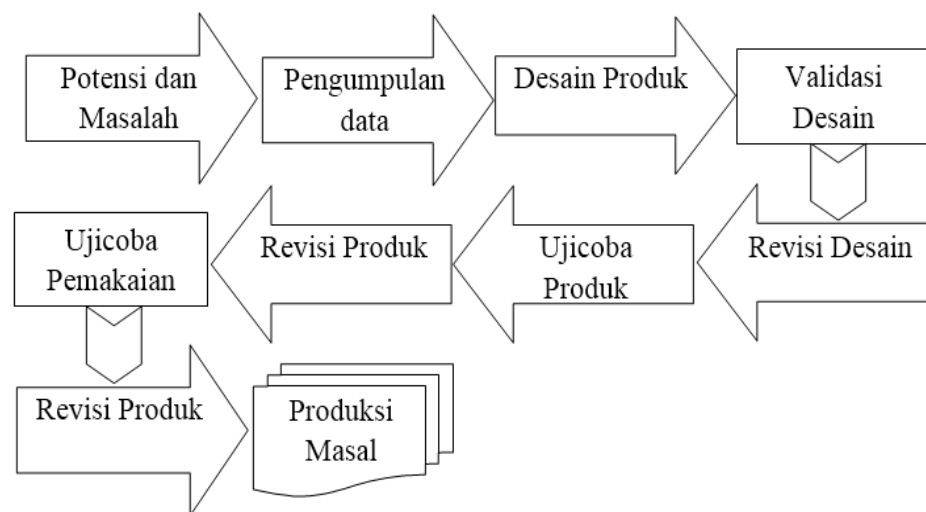 Potensi dan
Masalah
Pengumpulan
data
Desain Produk
Validasi
Desain
Revisi Desain
Ujicoba
Produk
Revisi Produk
Ujicoba
Pemakaian
Revisi Produk
Produksi
Masal